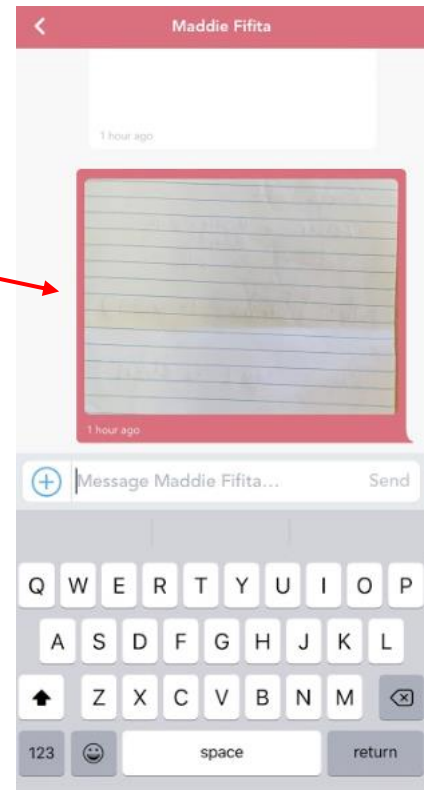 Maddie Fifita
1 hour ago
1 hour ago
Message Maddie Fifita... Send
Q W E R T Y U I O P
A S D F G H J K L
Z X C V B N M
123 space return